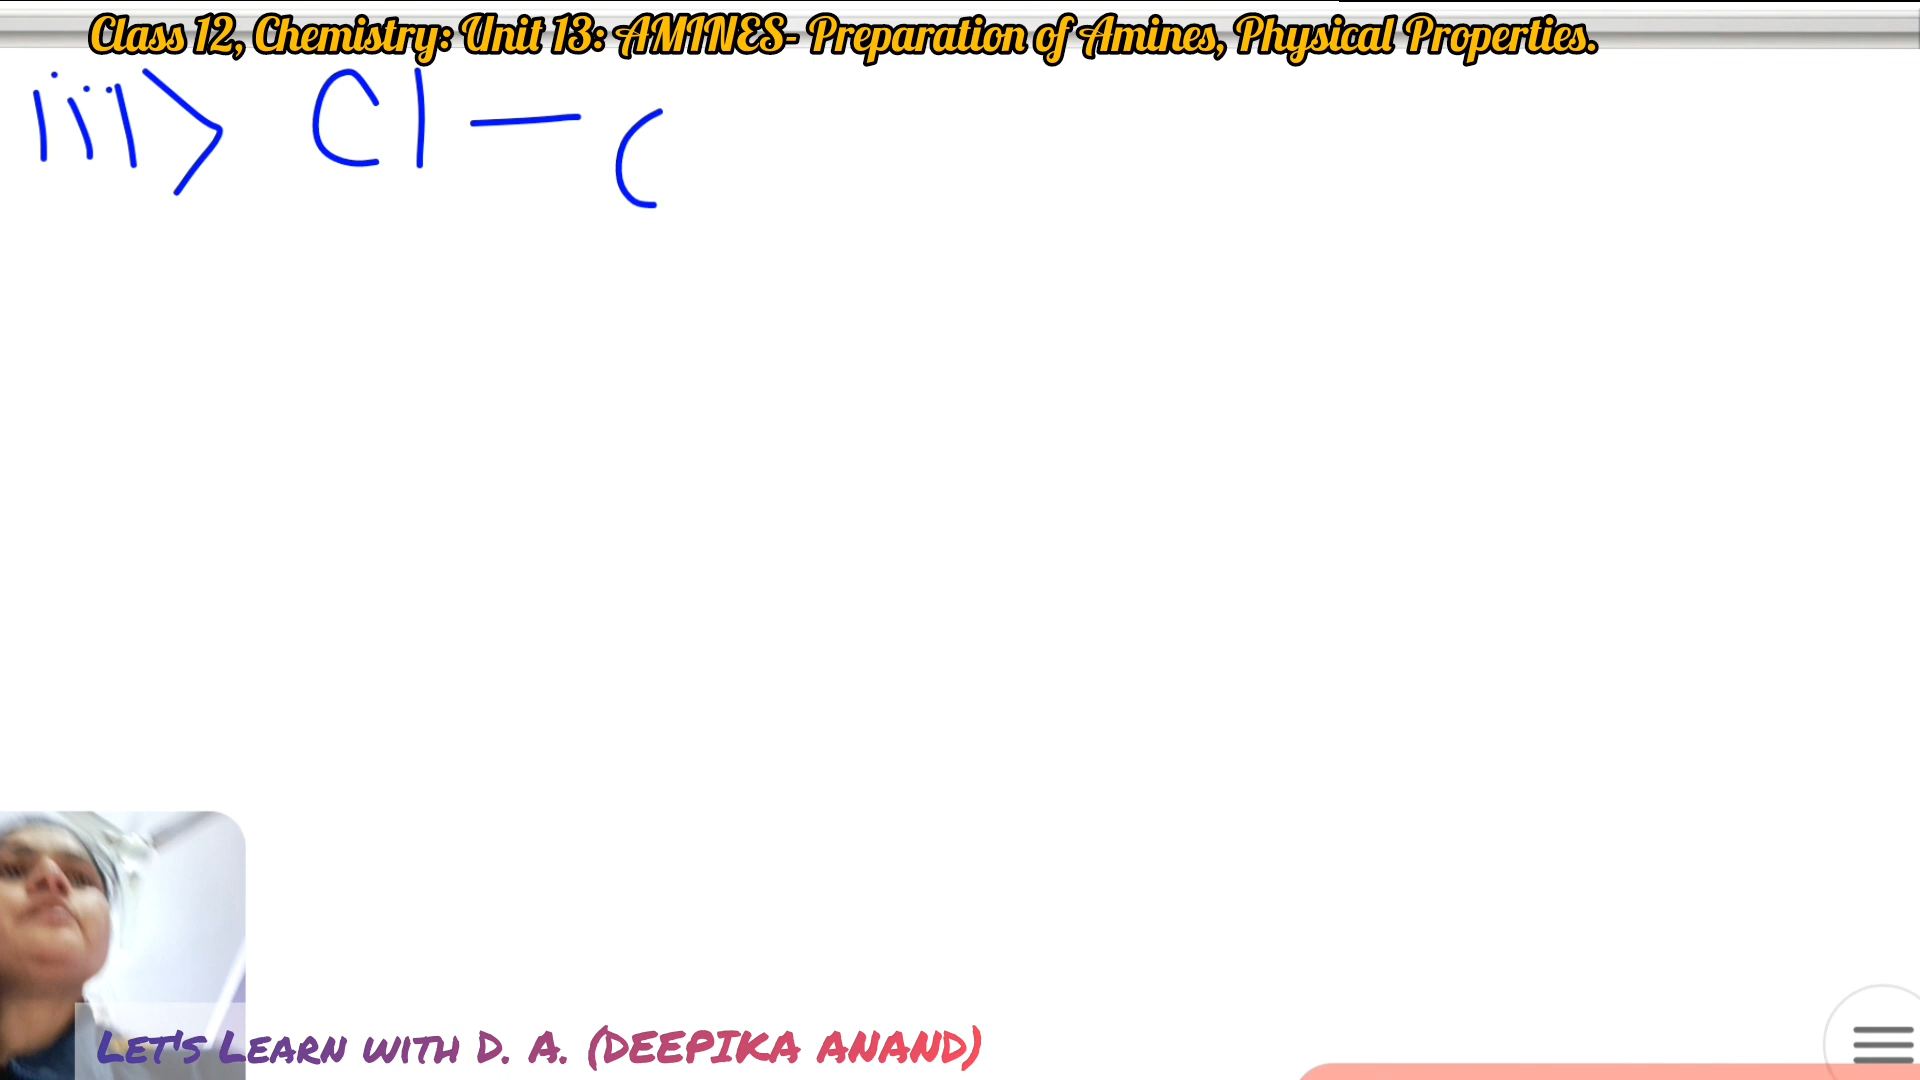 Class 12, Chemistry: Unit 13: AMINES- Preparation of Amines, Physical Properties.
iii> Cl — C
LET'S LEARN WITH D. A. (DEEPIKA ANAND)